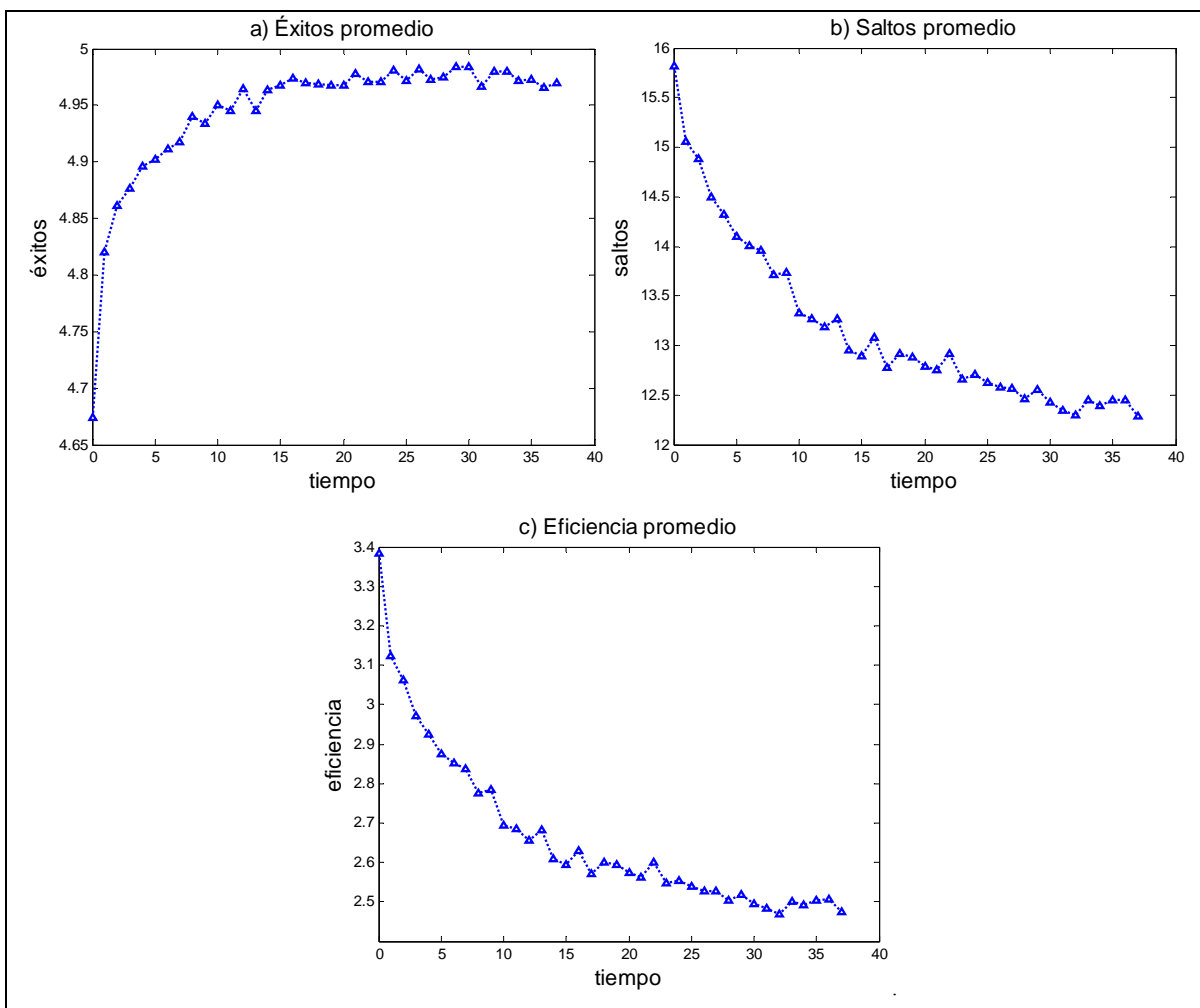 a) Éxitos promedio
5
4.95
4.9
4.85
4.8
4.75
4.7
4.65
éxitos
0 5 10 15 20 25 30 35 40
tiempo
b) Saltos promedio
16
15.5
15
14.5
14
13.5
13
12.5
12
saltos
0 5 10 15 20 25 30 35 40
tiempo
c) Eficiencia promedio
3.4
3.3
3.2
3.1
3
2.9
2.8
2.7
2.6
2.5
eficiencia
0 5 10 15 20 25 30 35 40
tiempo